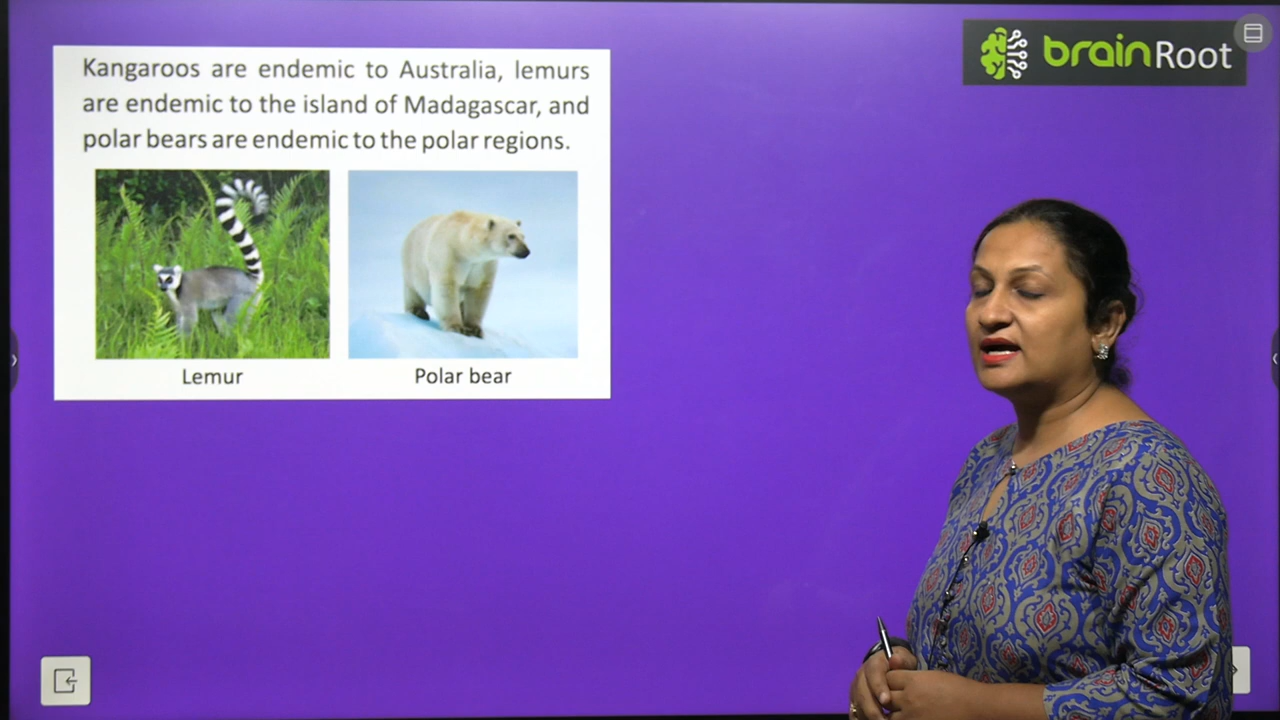 Kangaroos are endemic to Australia, lemurs
are endemic to the island of Madagascar, and
polar bears are endemic to the polar regions.
Lemur
Polar bear
brainRoot